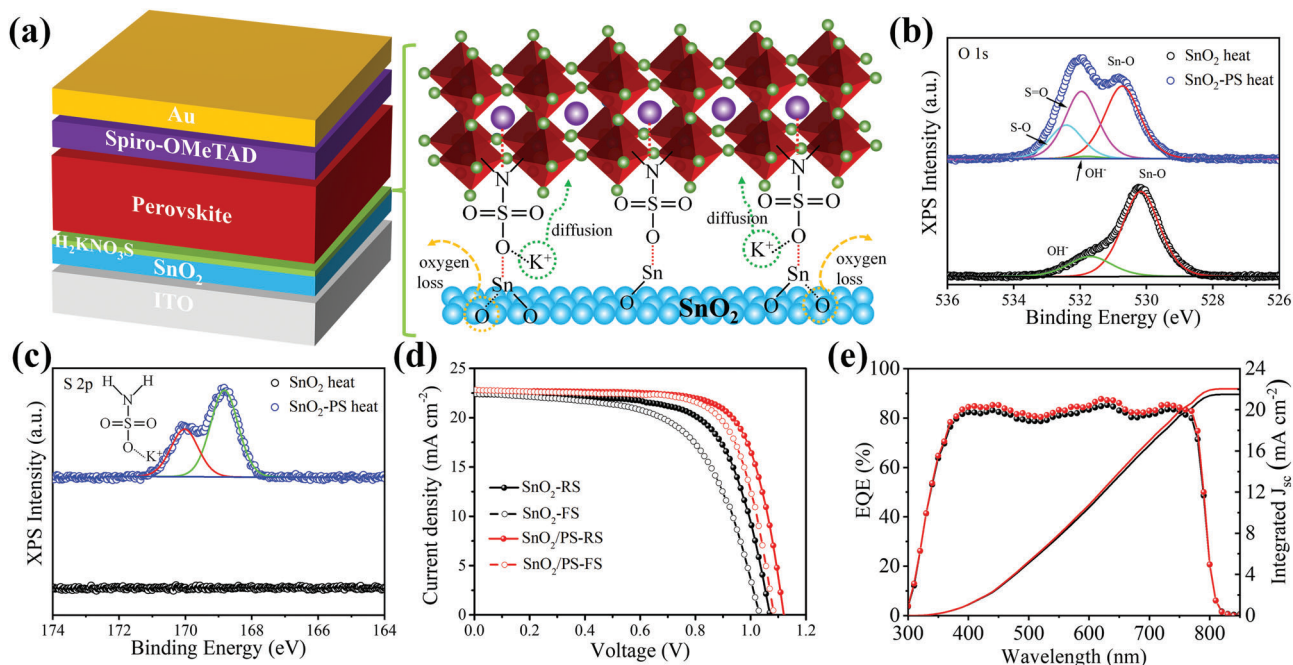 (a)
Au
Spiro-OMeTAD
Perovskite
H₂KNO₃S
SnO₂
ITO
N
N
N
O=S=O
O=S=O
O=S=O
O
O
O
K⁺
K⁺
diffusion
diffusion
oxygen
loss
oxygen
loss
Sn
Sn
Sn
O
O
O
O
O
SnO₂
(b)
O 1s
SnO₂ heat
SnO₂-PS heat
Sn-O
S=O
S-O
OH⁻
Sn-O
OH⁻
XPS Intensity (a.u.)
536 534 532 530 528 526
Binding Energy (eV)
(c)
S 2p
H H
N
O=S=O
O
K⁺
SnO₂ heat
SnO₂-PS heat
XPS Intensity (a.u.)
174 172 170 168 166 164
Binding Energy (eV)
(d)
25
20
15
10
5
0
Current density (mA cm⁻²)
SnO₂-RS
SnO₂-FS
SnO₂/PS-RS
SnO₂/PS-FS
0.0 0.2 0.4 0.6 0.8 1.0 1.2
Voltage (V)
(e)
100
80
60
40
20
0
EQE (%)
24
20
16
12
8
4
0
Integrated Jsc (mA cm⁻²)
300 400 500 600 700 800
Wavelength (nm)